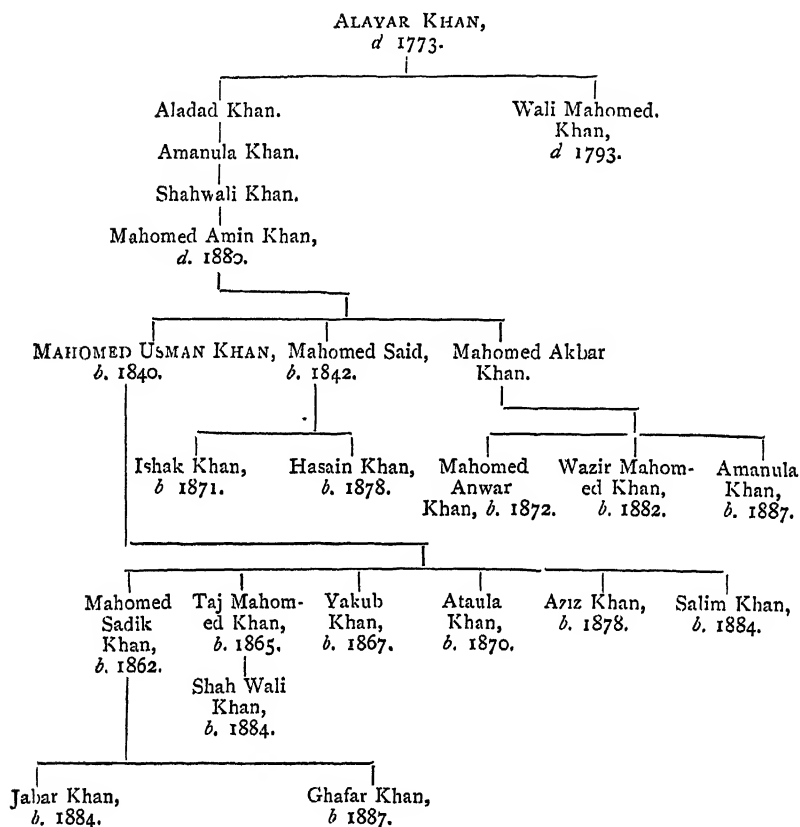 ALAYAR KHAN,
d 1773.
Aladad Khan.
Wali Mahomed.
Khan,
d 1793.
Amanula Khan.
Shahwali Khan.
Mahomed Amin Khan,
d. 1880.
MAHOMED USMAN KHAN,
b. 1840.
Mahomed Said,
b. 1842.
Mahomed Akbar
Khan.
Ishak Khan,
b 1871.
Hasain Khan,
b. 1878.
Mahomed
Anwar
Khan, b. 1872.
Wazir Mahom-
ed Khan,
b. 1882.
Amanula
Khan,
b. 1887.
Mahomed
Sadik
Khan,
b. 1862.
Taj Mahom-
ed Khan,
b. 1865.
Yakub
Khan,
b. 1867.
Ataula
Khan,
b. 1870.
Aziz Khan,
b. 1878.
Salim Khan,
b. 1884.
Shah Wali
Khan,
b. 1884.
Jabar Khan,
b. 1884.
Ghafar Khan,
b 1887.